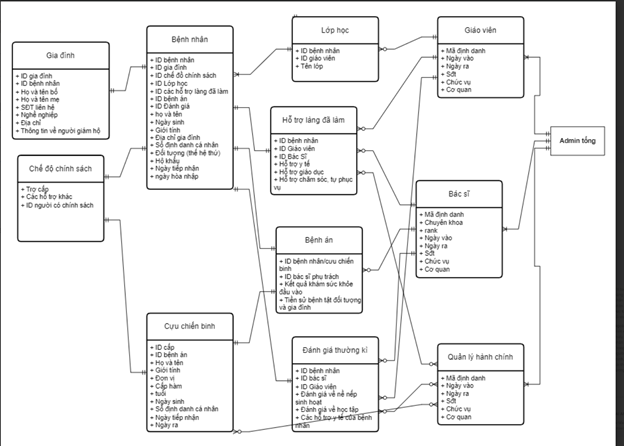 Gia đình
+ ID gia đình
+ ID bệnh nhân
+ Họ và tên bố
+ Họ và tên mẹ
+ SĐT liên hệ
+ Nghề nghiệp
+ Địa chỉ
+ Thông tin về người giám hộ
Chế độ chính sách
+ Trợ cấp
+ Các hỗ trợ khác
+ ID người có chính sách
Bệnh nhân
+ ID bệnh nhân
+ ID gia đình
+ ID chế độ chính sách
+ ID Lớp học
+ ID các hỗ trợ làng đã làm
+ ID bệnh án
+ ID Đánh giá
+ họ và tên
+ Ngày sinh
+ Giới tính
+ Địa chỉ gia đình
+ Số định danh cá nhân
+ Đối tượng (thế hệ thứ)
+ Hộ khẩu
+ Ngày tiếp nhận
+ ngày hòa nhập
Cựu chiến binh
+ ID cấp
+ ID bệnh án
+ Họ và tên
+ Giới tính
+ Đơn vị
+ Cấp hàm
+ tuổi
+ Ngày sinh
+ Số định danh cá nhân
+ Ngày tiếp nhận
+ Ngày ra
Lớp học
+ ID bệnh nhân
+ ID giáo viên
+ Tên lớp
Hỗ trợ làng đã làm
+ ID bệnh nhân
+ ID Giáo viên
+ ID Bác Sĩ
+ Hỗ trợ y tế
+ Hỗ trợ giáo dục
+ Hỗ trợ chăm sóc, tự phục
vụ
Bệnh án
+ ID bệnh nhân/cưu chiến
binh
+ ID bác sĩ phụ trách
+ Kết quả khám sức khỏe
đầu vào
+ Tiền sử bệnh tật đối tượng
và gia đình
Đánh giá thường kì
+ ID bệnh nhân
+ ID bác sĩ
+ ID Giáo viên
+ Đánh giá về nề nếp
sinh hoạt
+ Đánh giá về học tập
+ Các hỗ trợ y tế của bệnh
nhân
Giáo viên
+ Mã định danh
+ Ngày vào
+ Ngày ra
+ Sđt
+ Chức vụ
+ Cơ quan
Bác sĩ
+ Mã định danh
+ Chuyên khoa
+ rank
+ Ngày vào
+ Ngày ra
+ Sđt
+ Chức vụ
+ Cơ quan
Quản lý hành chính
+ Mã định danh
+ Ngày vào
+ Ngày ra
+ Sđt
+ Chức vụ
+ Cơ quan
Admin tổng